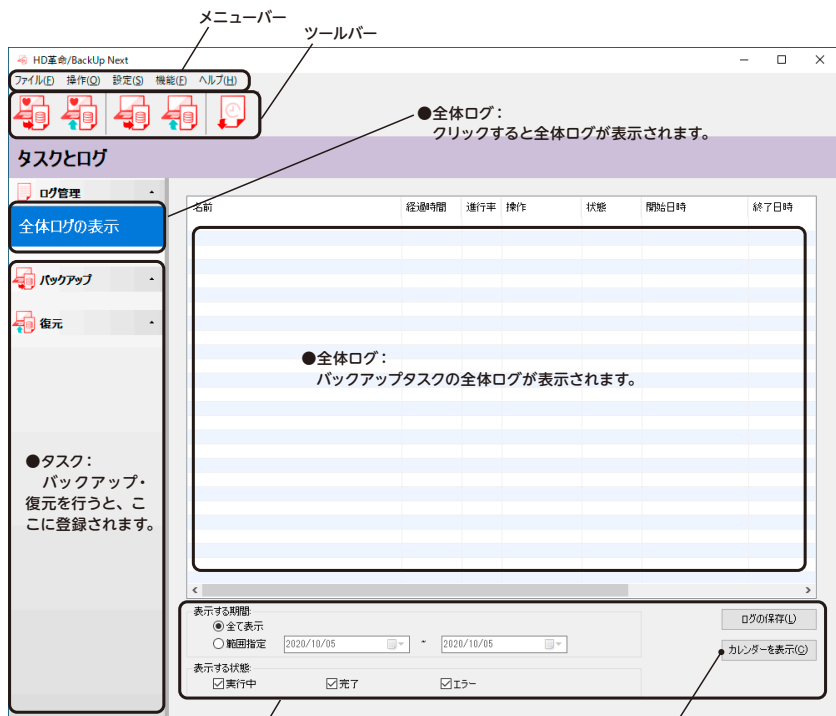 メニューバー
ツールバー
HD革命/BackUp Next
ファイル(F) 操作(O) 設定(S) 機能(F) ヘルプ(H)
●全体ログ：
クリックすると全体ログが表示されます。
タスクとログ
ログ管理
全体ログの表示
名前 経過時間 進行率 操作 状態 開始日時 終了日時
バックアップ
復元
●全体ログ：
バックアップタスクの全体ログが表示されます。
●タスク：
バックアップ・
復元を行うと、こ
こに登録されます。
表示する期間:
全て表示
範囲指定 2020/10/05 ~ 2020/10/05
表示する状態:
実行中 完了 エラー
ログの保存(L)
カレンダーを表示(C)